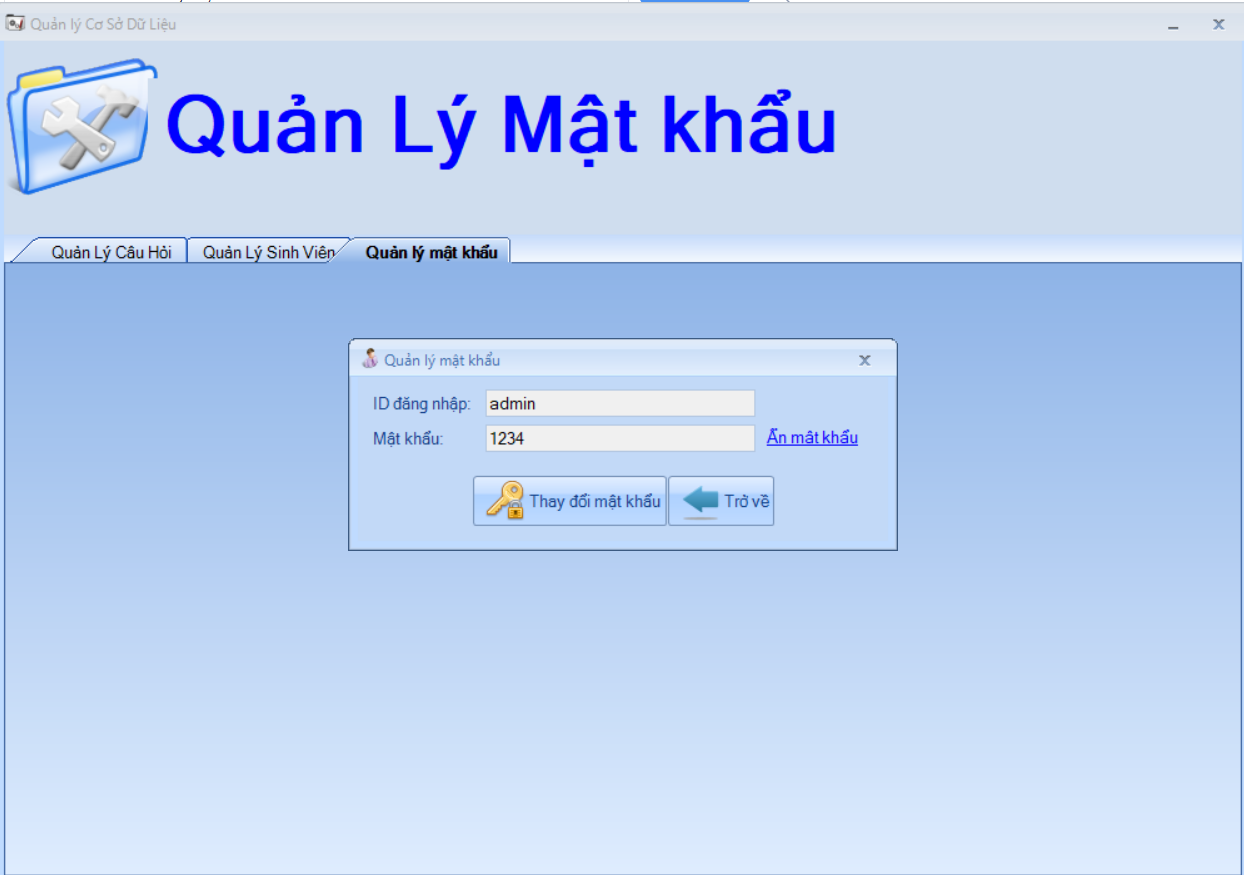 Quản lý Cơ Sở Dữ Liệu
Quản Lý Mật khẩu
Quản Lý Câu Hỏi Quản Lý Sinh Viên Quản lý mật khẩu
Quản lý mật khẩu
ID đăng nhập: admin
Mật khẩu: 1234 Ẩn mât khẩu
Thay đổi mật khẩu Trở về